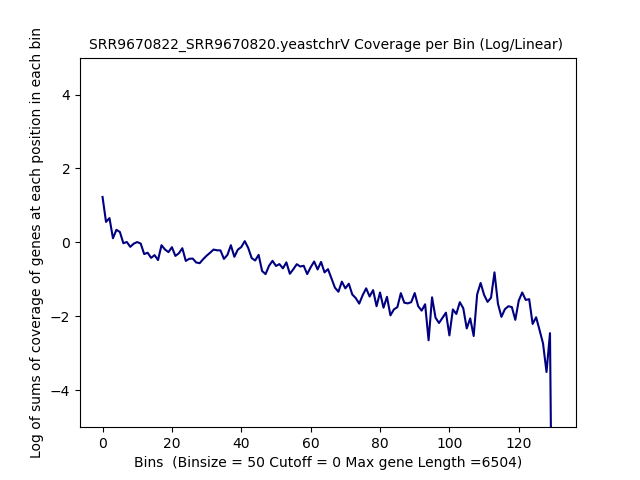 SRR9670822_SRR9670820.yeastchrV Coverage per Bin (Log/Linear)
Log of sums of coverage of genes at each position in each bin
4
2
0
−2
−4
0 20 40 60 80 100 120
Bins  (Binsize = 50 Cutoff = 0 Max gene Length =6504)